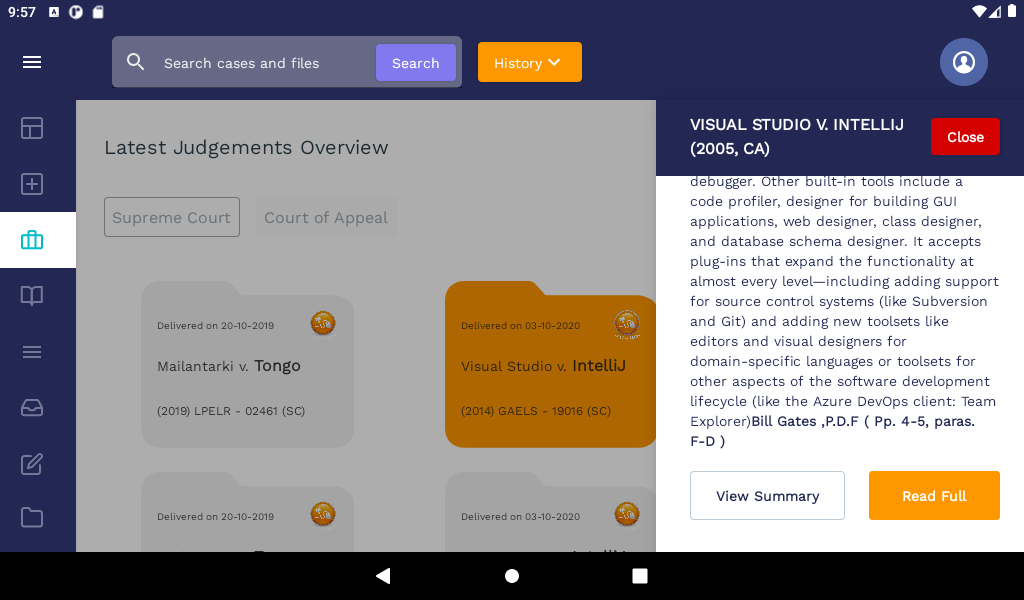 9:57
Search cases and files
Search
History
VISUAL STUDIO V. INTELLIJ
(2005, CA)
Close
Latest Judgements Overview
Supreme Court
Court of Appeal
Delivered on 20-10-2019
Mailantarki v. Tongo
(2019) LPELR - 02461 (SC)
Delivered on 03-10-2020
Visual Studio v. IntelliJ
(2014) GAELS - 19016 (SC)
Delivered on 20-10-2019
Delivered on 03-10-2020
debugger. Other built-in tools include a
code profiler, designer for building GUI
applications, web designer, class designer,
and database schema designer. It accepts
plug-ins that expand the functionality at
almost every level—including adding support
for source control systems (like Subversion
and Git) and adding new toolsets like
editors and visual designers for
domain-specific languages or toolsets for
other aspects of the software development
lifecycle (like the Azure DevOps client: Team
Explorer)Bill Gates ,P.D.F ( Pp. 4-5, paras.
F-D )
View Summary
Read Full